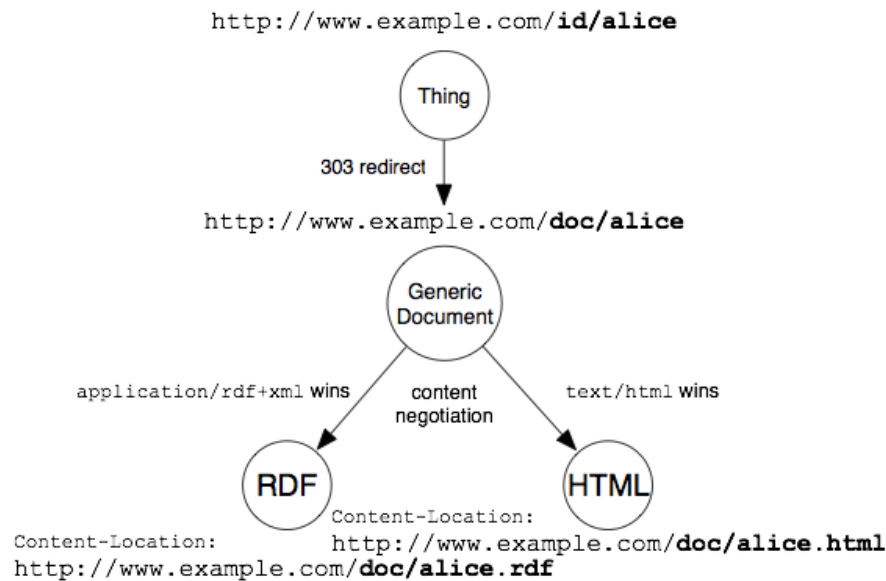 http://www.example.com/id/alice
Thing
303 redirect
http://www.example.com/doc/alice
Generic
Document
application/rdf+xml wins
content
negotiation
text/html wins
RDF
HTML
Content-Location:
http://www.example.com/doc/alice.rdf
Content-Location:
http://www.example.com/doc/alice.html